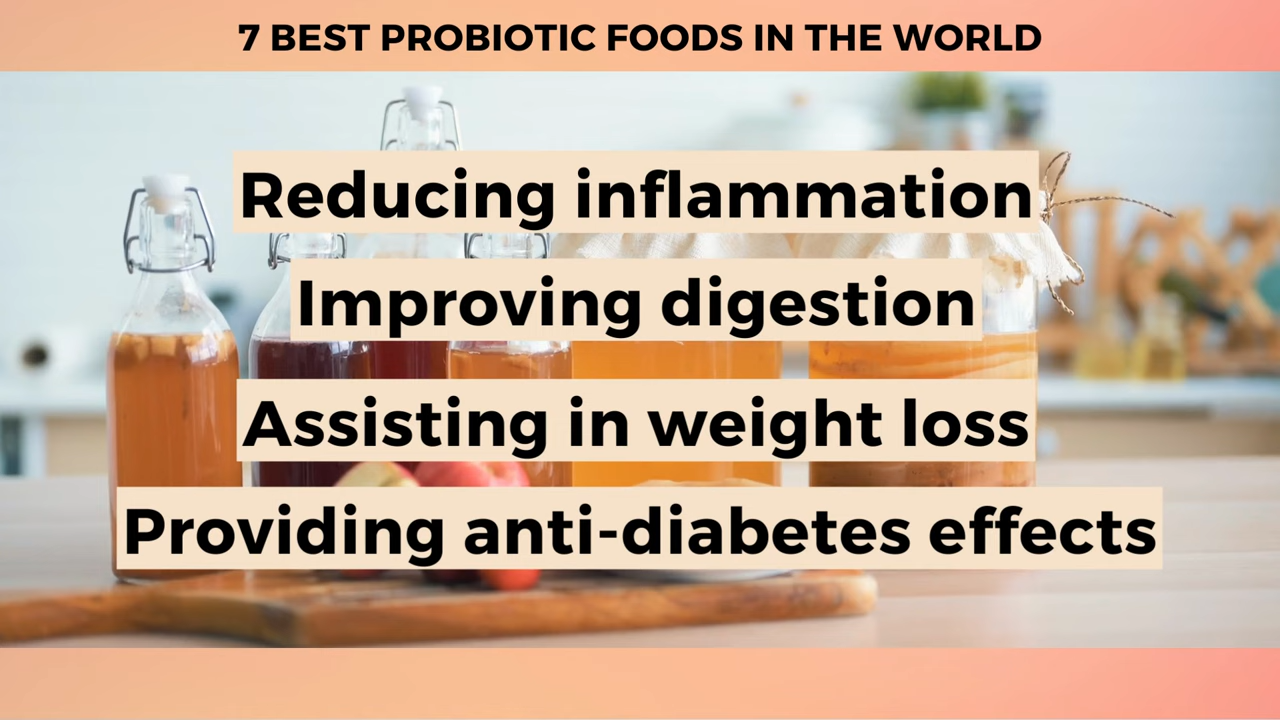 7 BEST PROBIOTIC FOODS IN THE WORLD
Reducing inflammation
Improving digestion
Assisting in weight loss
Providing anti-diabetes effects